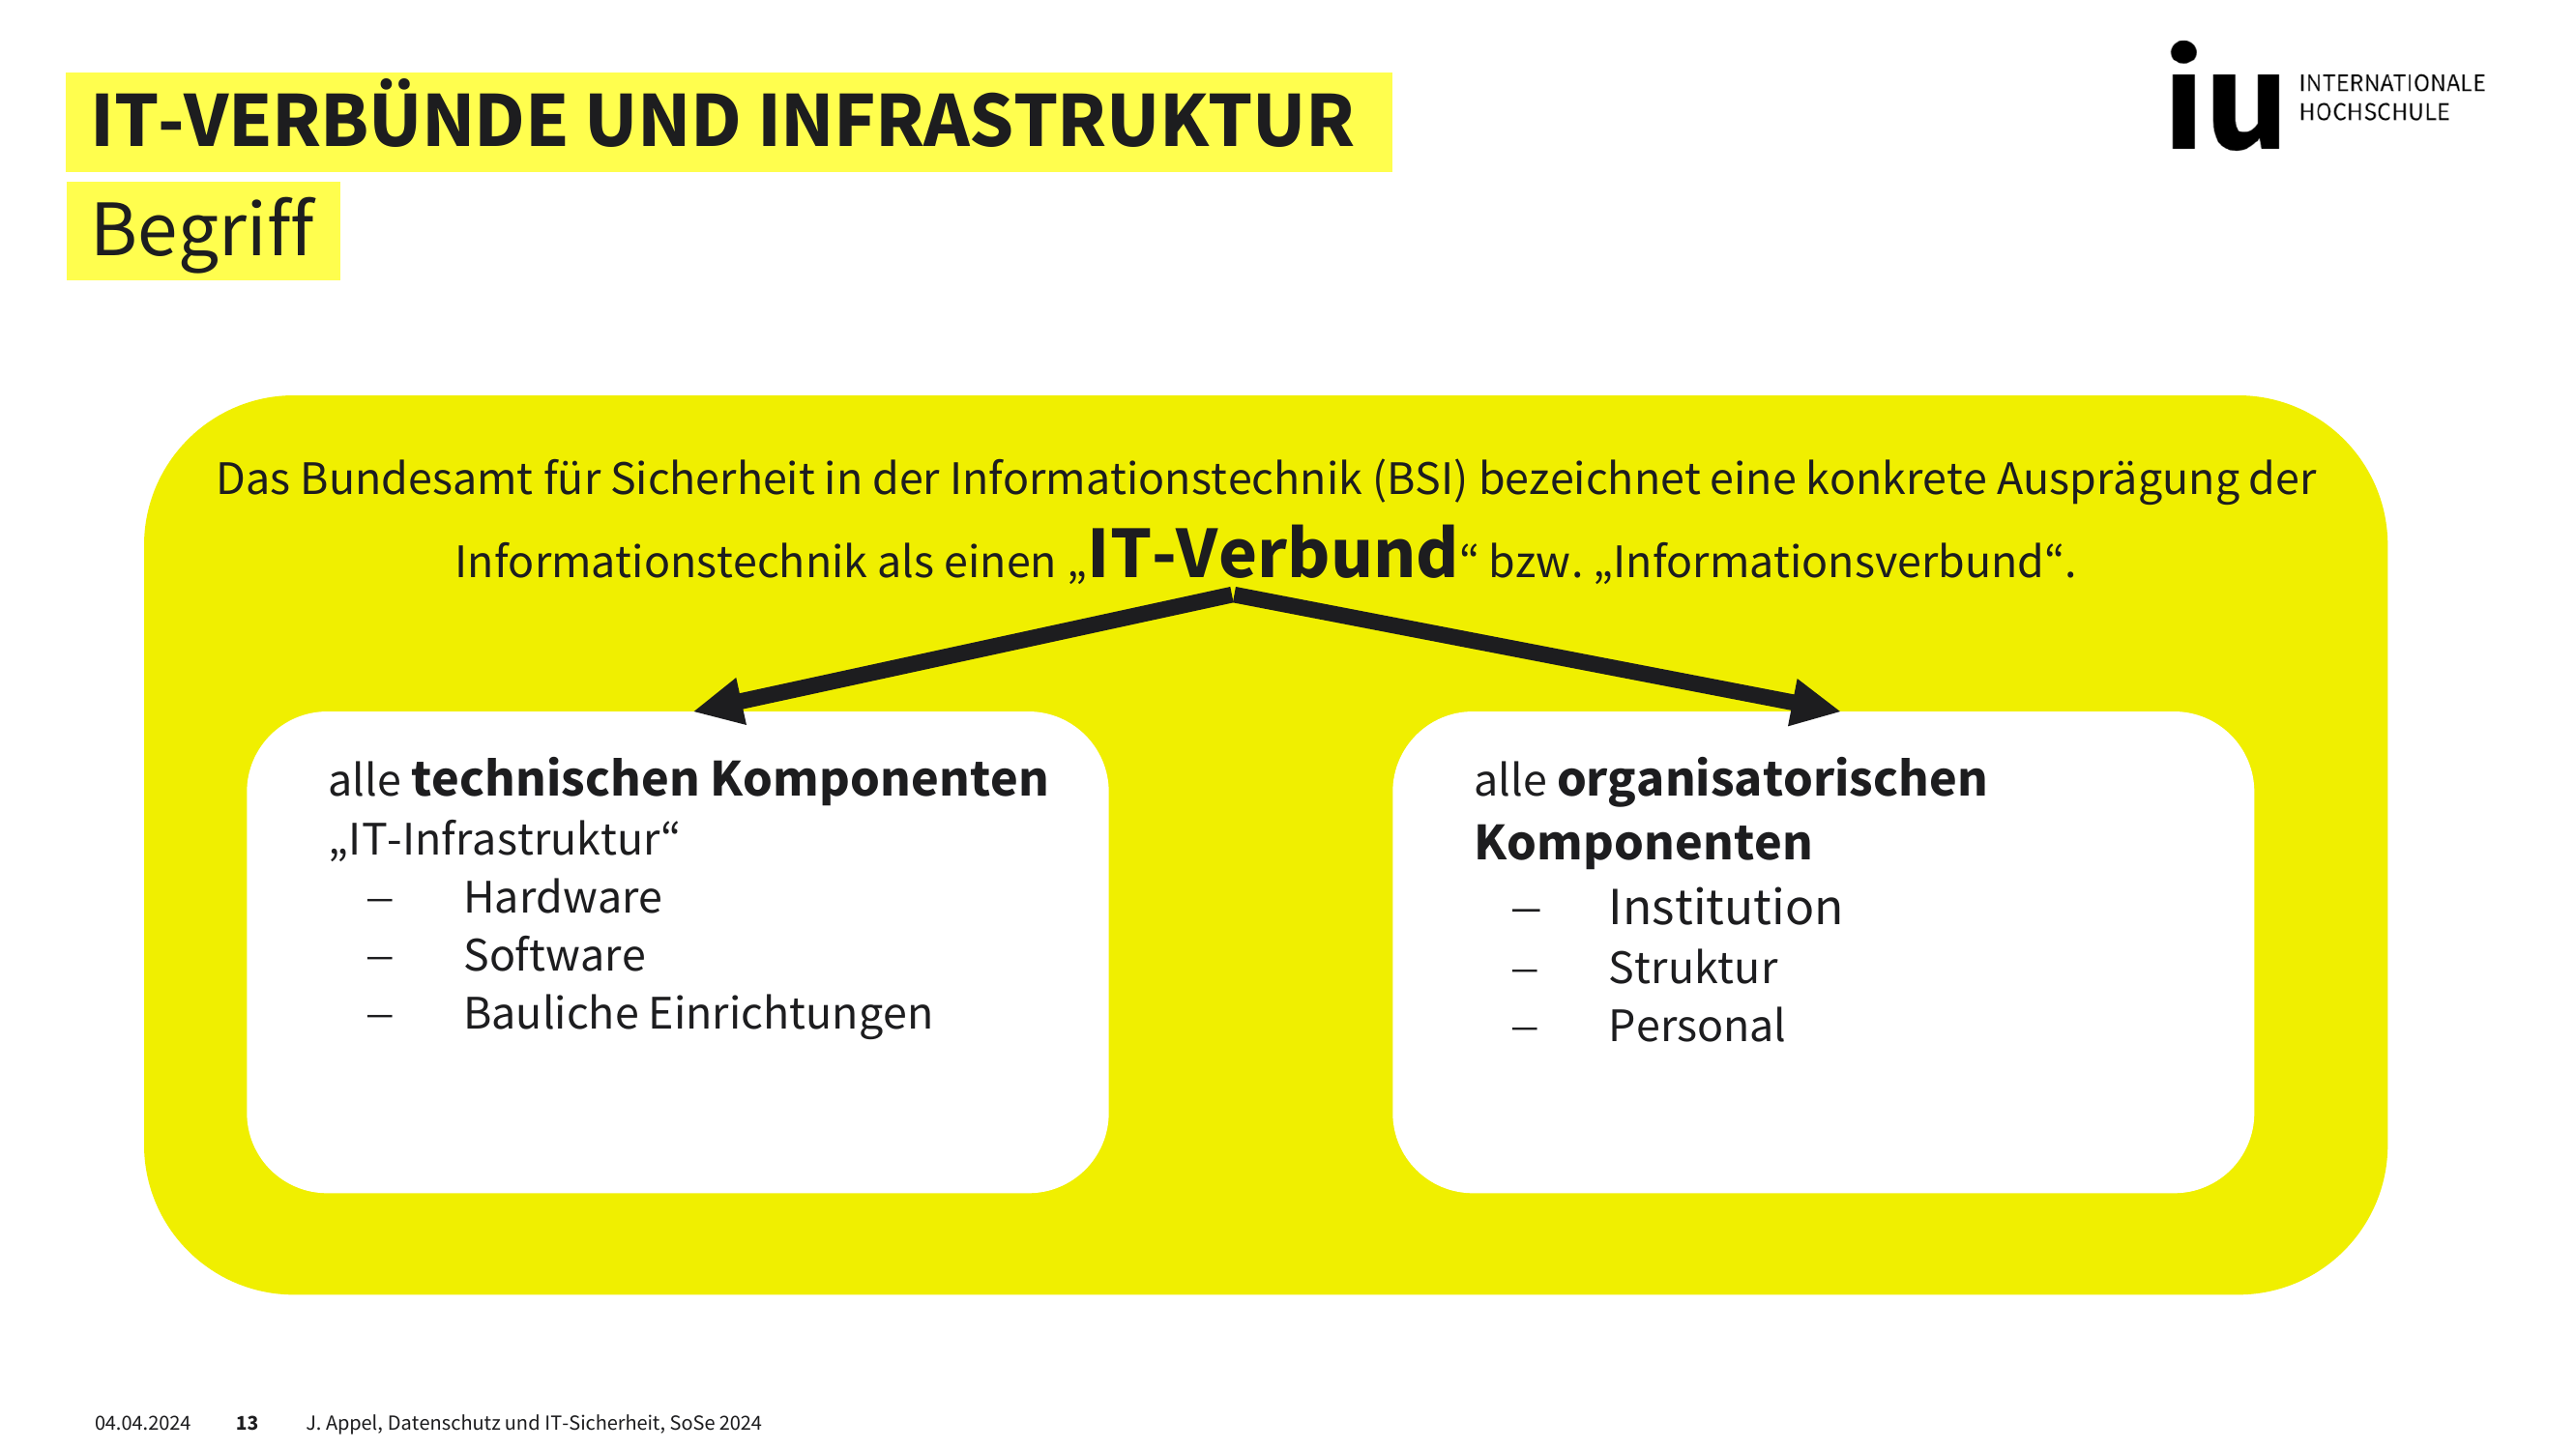 IT-VERBÜNDE UND INFRASTRUKTUR
Begriff
iu INTERNATIONALE
HOCHSCHULE
Das Bundesamt für Sicherheit in der Informationstechnik (BSI) bezeichnet eine konkrete Ausprägung der
Informationstechnik als einen „IT-Verbund“ bzw. „Informationsverbund“.
alle technischen Komponenten
„IT-Infrastruktur“
– Hardware
– Software
– Bauliche Einrichtungen
alle organisatorischen
Komponenten
– Institution
– Struktur
– Personal
04.04.2024 13 J. Appel, Datenschutz und IT-Sicherheit, SoSe 2024